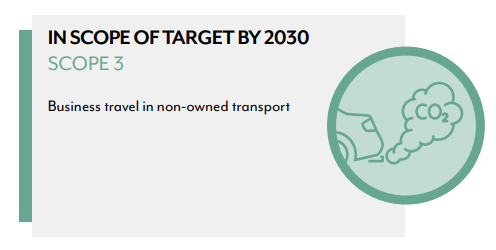 IN SCOPE OF TARGET BY 2030
SCOPE 3
Business travel in non-owned transport
CO₂